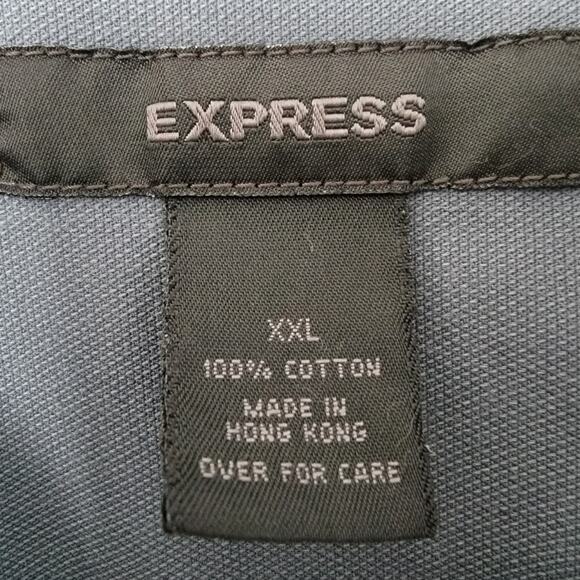 EXPRESS
XXL
100% COTTON
MADE IN
HONG KONG
OVER FOR CARE